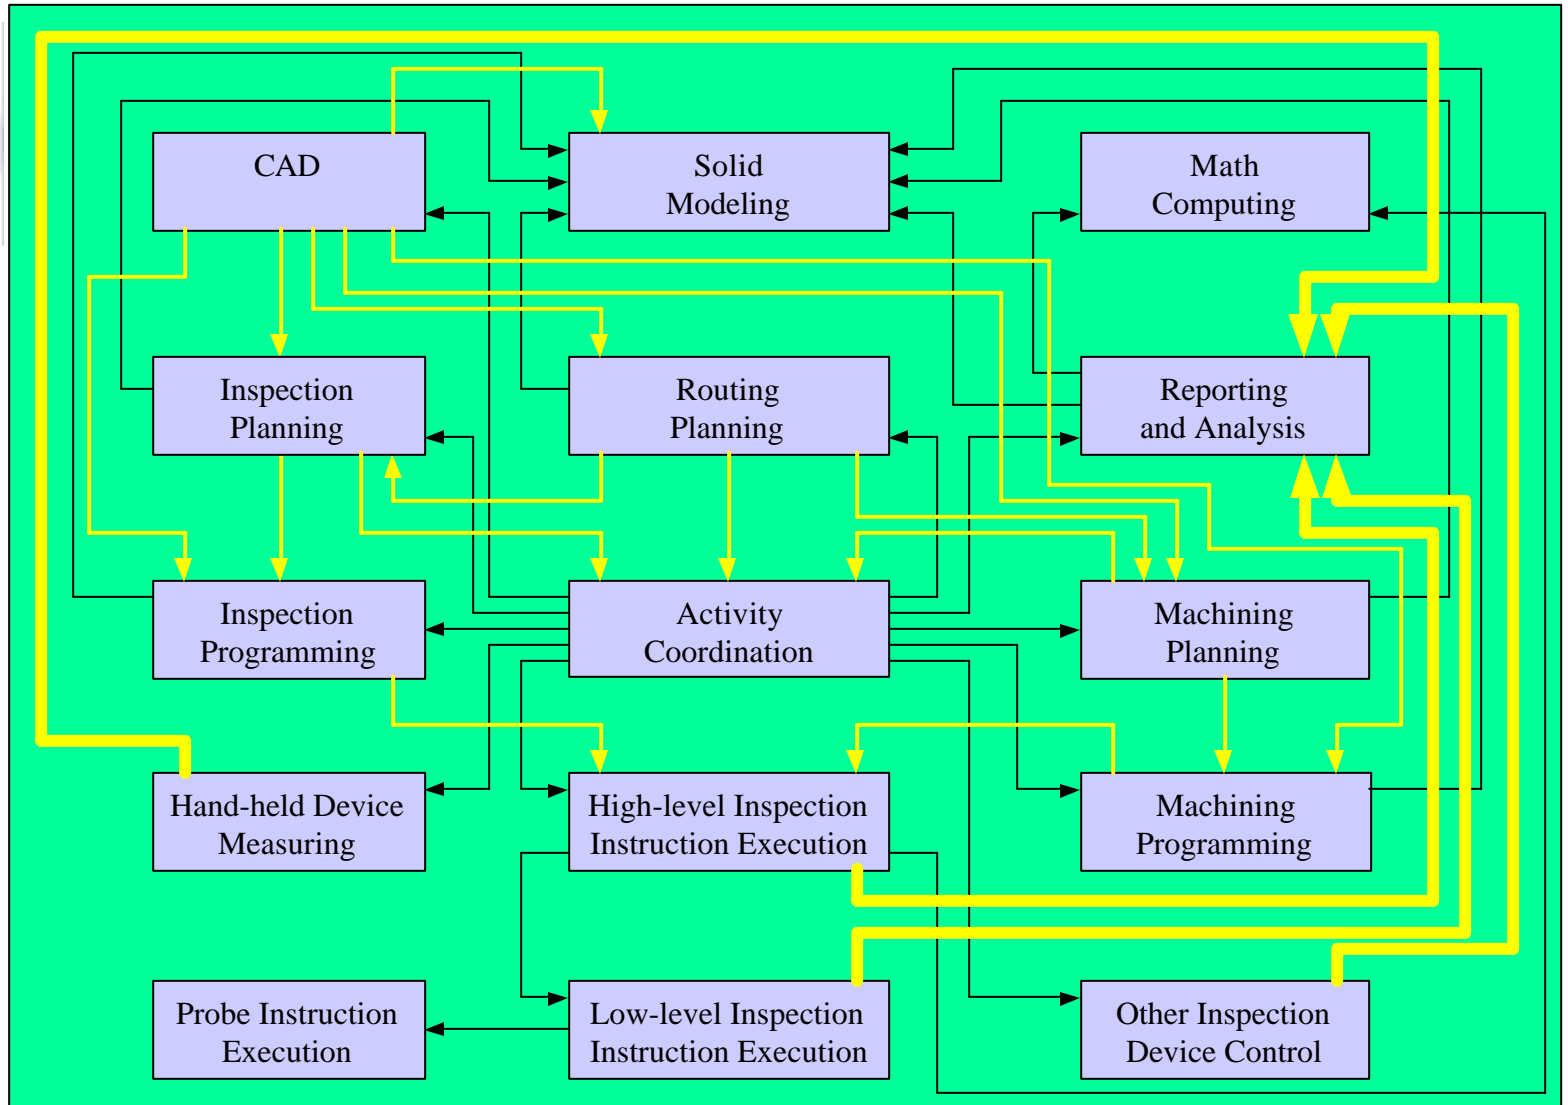 CAD
Solid
Modeling
Math
Computing
Inspection
Planning
Routing
Planning
Reporting
and Analysis
Inspection
Programming
Activity
Coordination
Machining
Planning
Hand-held Device
Measuring
High-level Inspection
Instruction Execution
Machining
Programming
Probe Instruction
Execution
Low-level Inspection
Instruction Execution
Other Inspection
Device Control